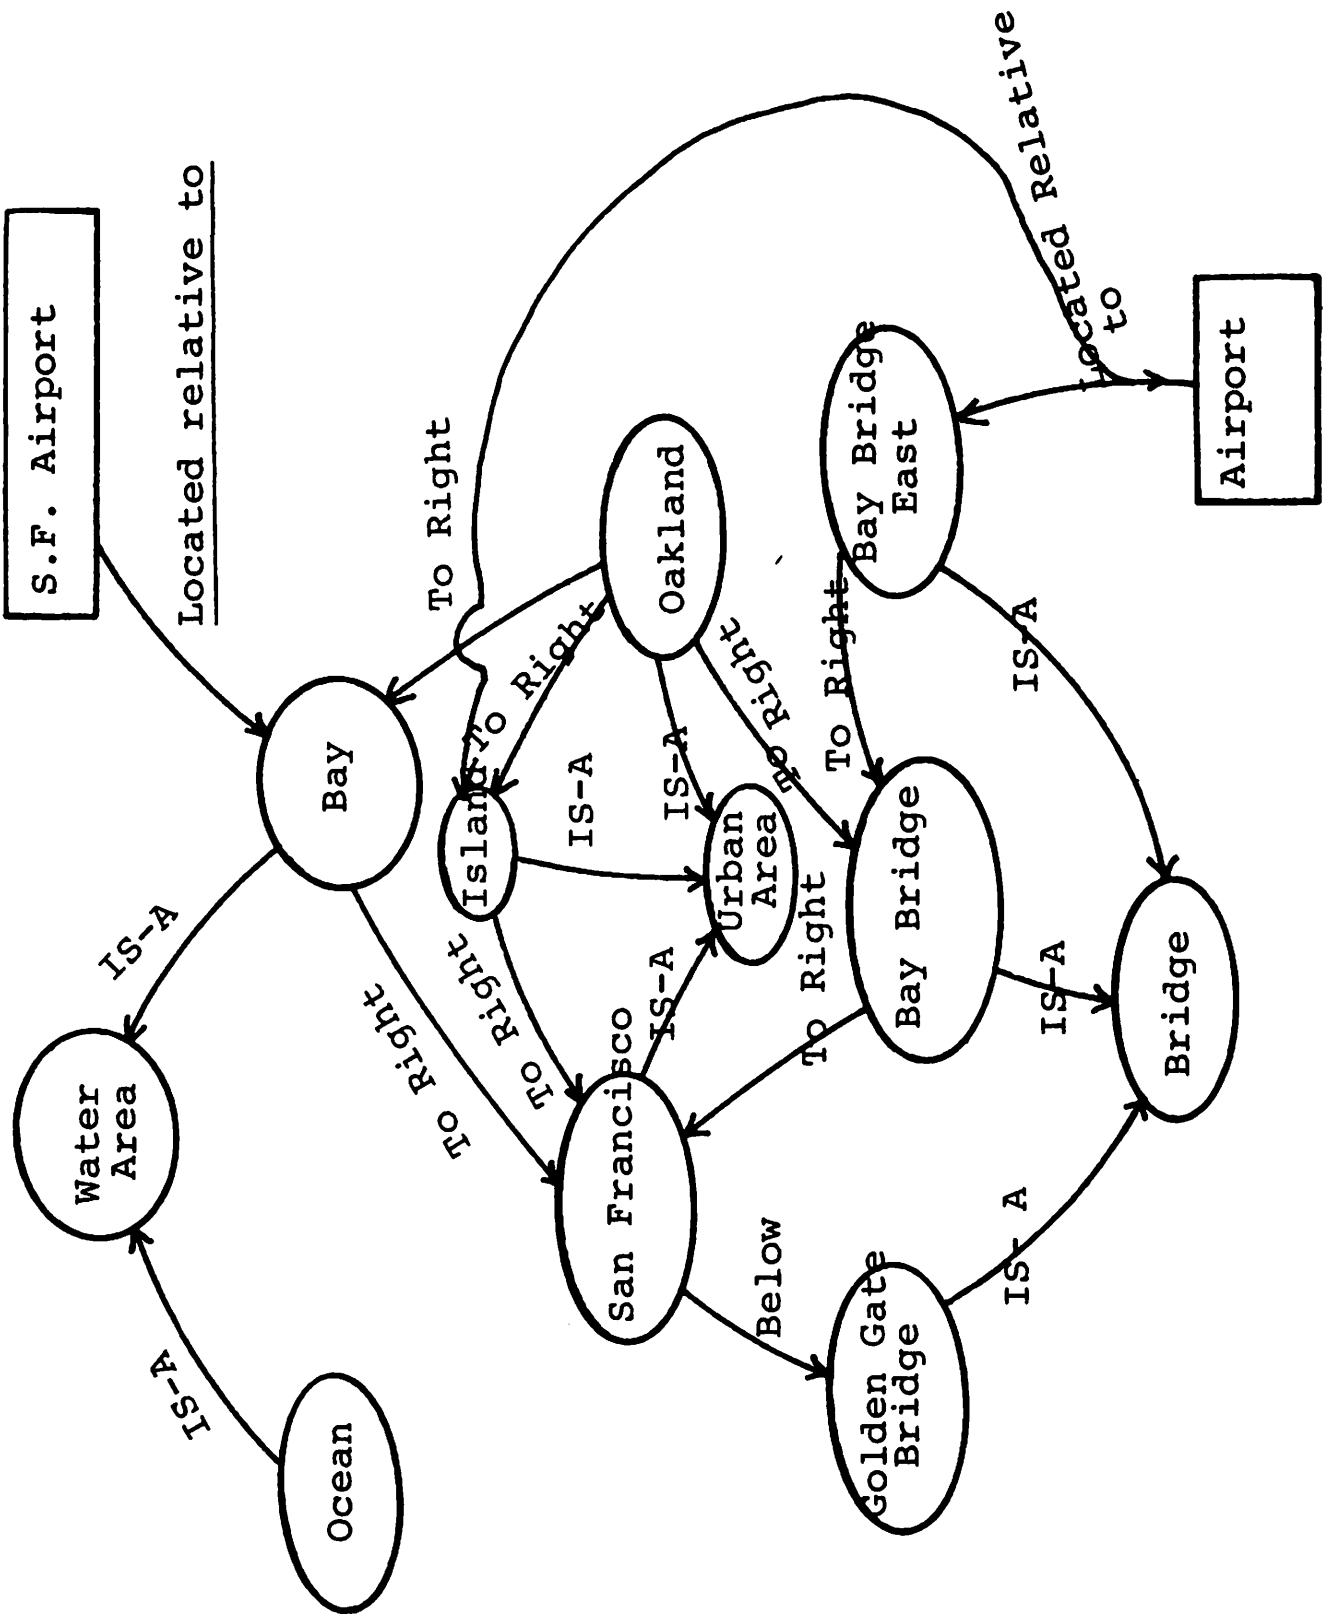 S.F. Airport
Water
Area
IS-A
IS-A
Located relative to
Ocean
Bay
To Right
To Right
Island
To Right
To Right
IS-A
San Francisco
IS-A
IS-A
Oakland
Urban
Area
Below
To Right
To Right
To Right
Golden Gate
Bridge
Bay Bridge
Bay Bridge
East
IS- A
IS-A
IS-A
Located Relative
to
Bridge
Airport